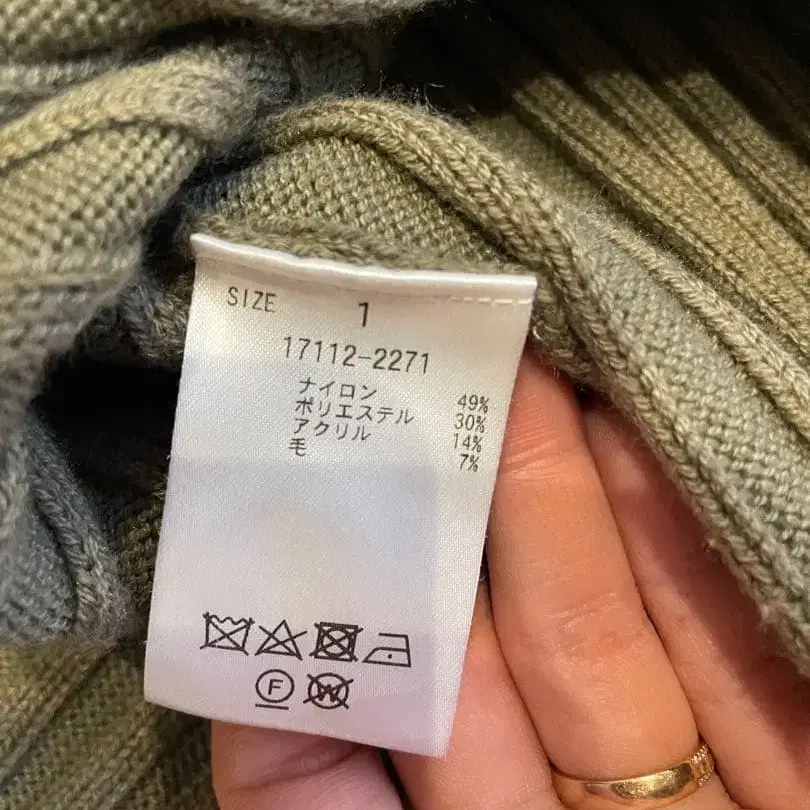 SIZE 1
17112-2271
ナイロン 49%
ポリエステル 30%
アクリル 14%
毛 7%
F W